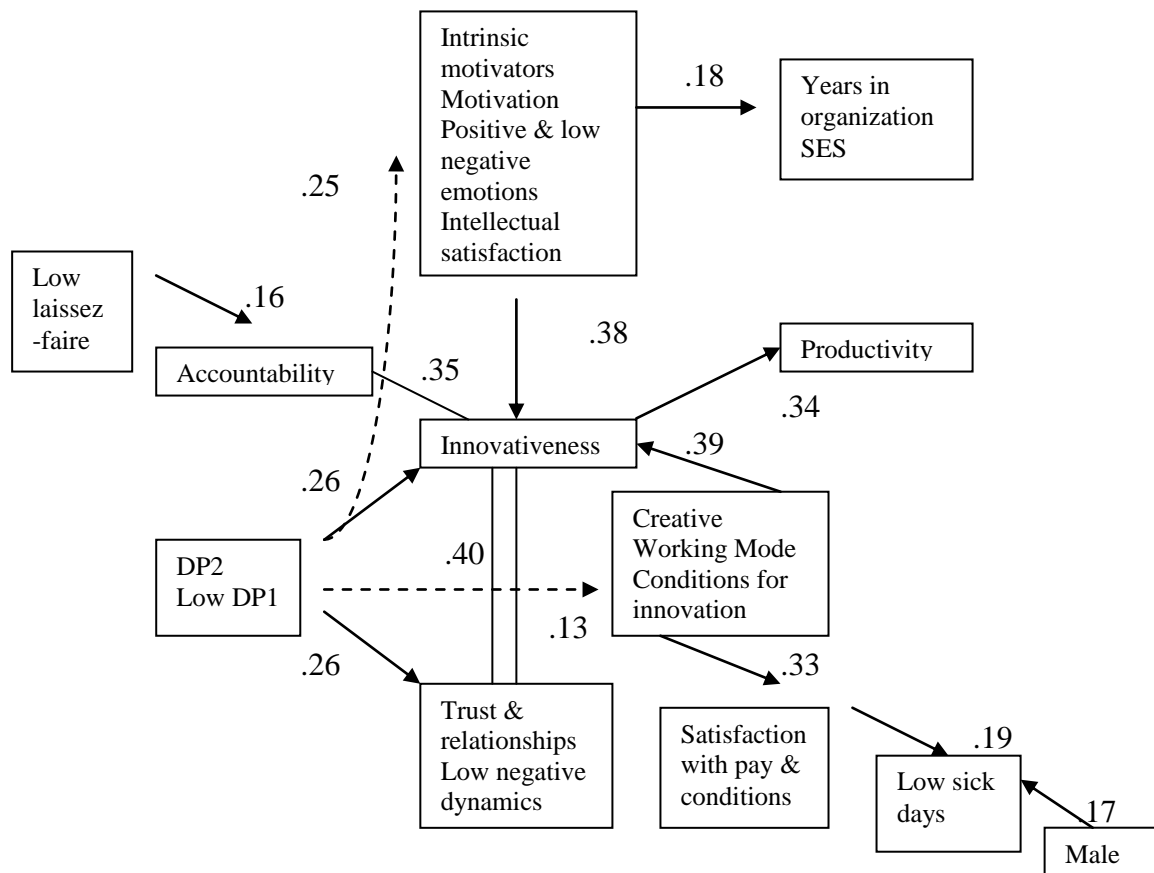 Intrinsic
motivators
Motivation
Positive & low
negative
emotions
Intellectual
satisfaction
.18
Years in
organization
SES
.25
Low
laissez
-faire
.16
Accountability
.35
.38
Productivity
.34
Innovativeness
.39
.26
DP2
Low DP1
.40
.13
Creative
Working Mode
Conditions for
innovation
.26
.33
Trust &
relationships
Low negative
dynamics
Satisfaction
with pay &
conditions
.19
Low sick
days
.17
Male